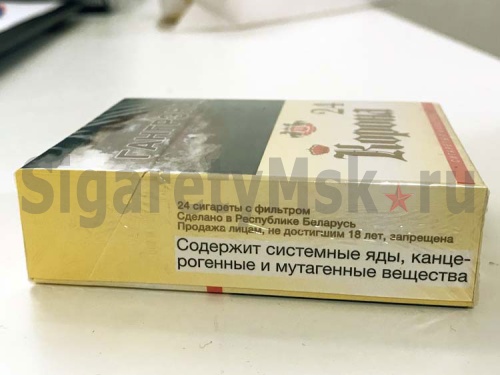 ГАНГРЕНА
24
Корона
SigaretyMsk.ru
24 сигареты с фильтром
Сделано в Республике Беларусь
Продажа лицам, не достигшим 18 лет, запрещена
Содержит системные яды, канце-
рогенные и мутагенные вещества